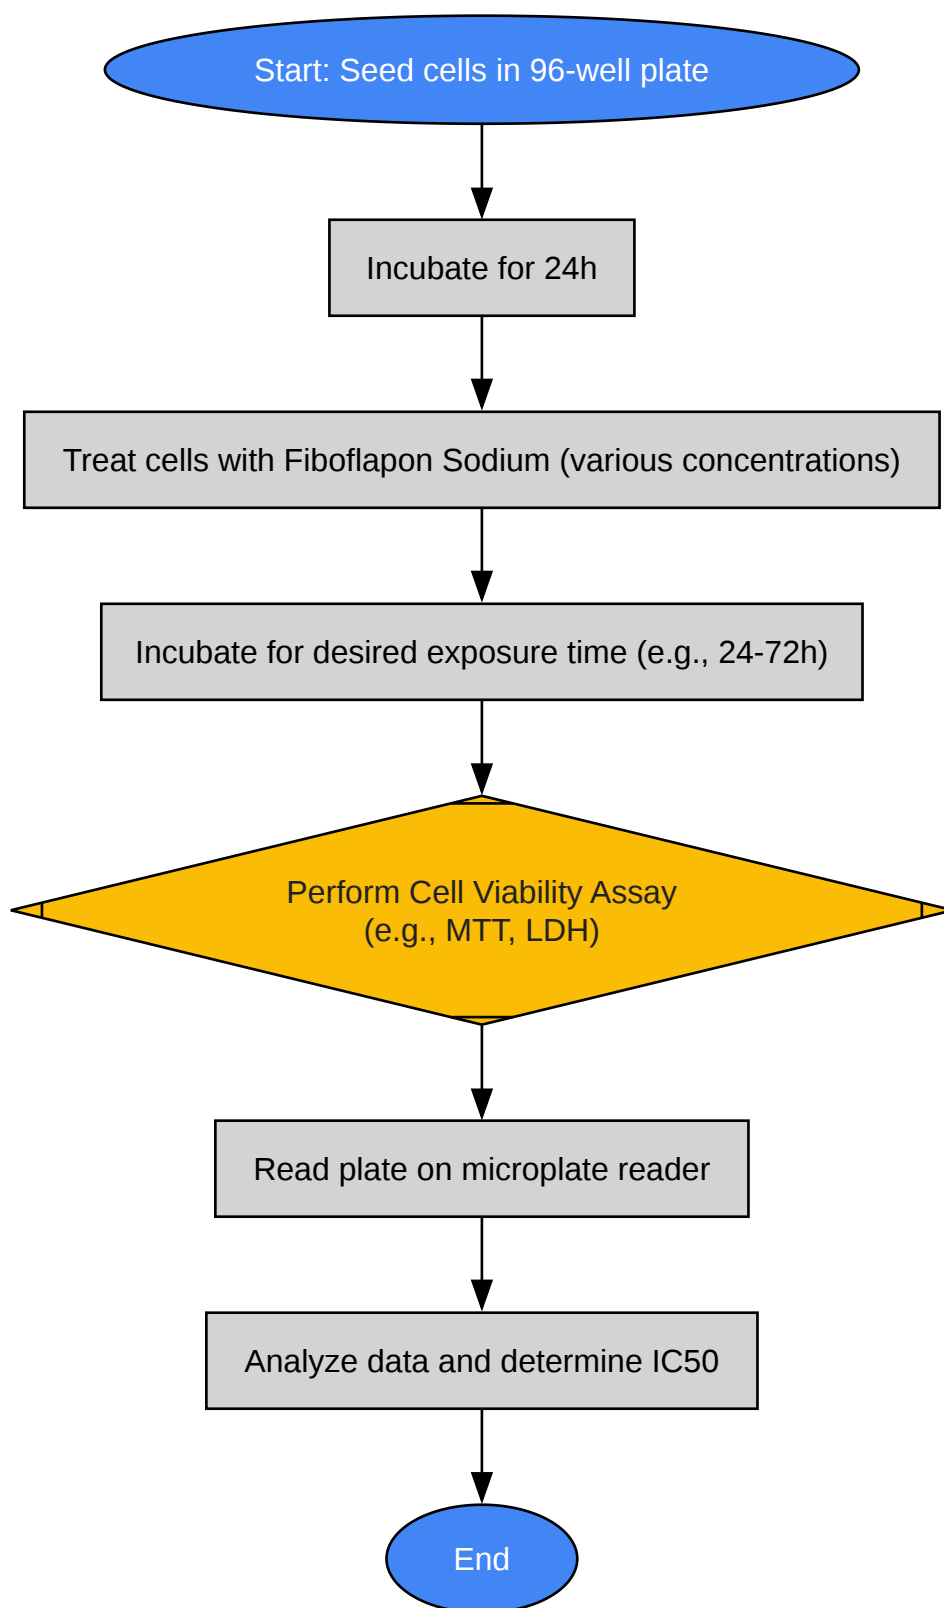 Start: Seed cells in 96-well plate
Incubate for 24h
Treat cells with Fiboflapon Sodium (various concentrations)
Incubate for desired exposure time (e.g., 24-72h)
Perform Cell Viability Assay
(e.g., MTT, LDH)
Read plate on microplate reader
Analyze data and determine IC50
End